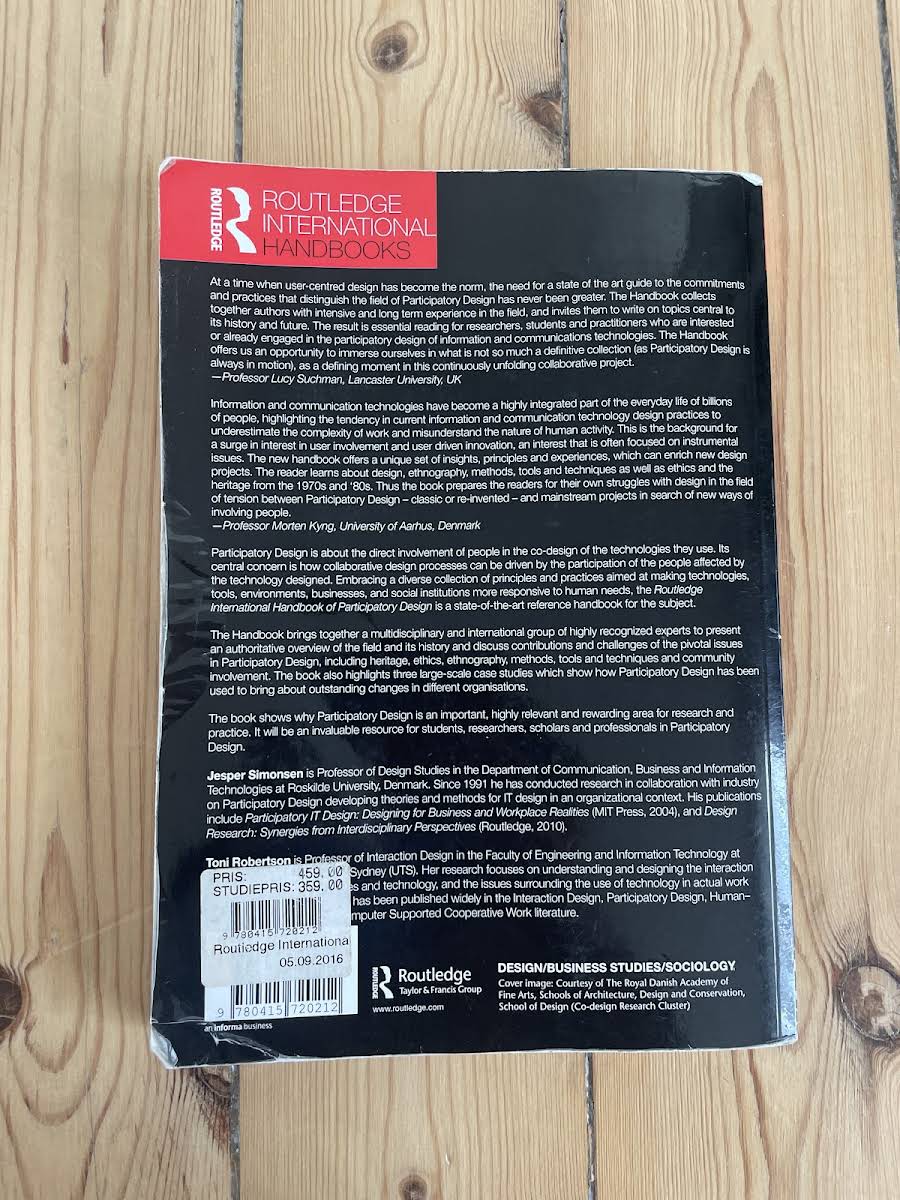 ROUTLEDGE
ROUTLEDGE
INTERNATIONAL
HANDBOOKS
At a time when user-centred design has become the norm, the need for a state of the art guide to the commitments
and practices that distinguish the field of Participatory Design has never been greater. The Handbook collects
together authors with intensive and long term experience in the field, and invites them to write on topics central to
its history and future. The result is essential reading for researchers, students and practitioners who are interested
or already engaged in the participatory design of information and communications technologies. The Handbook
offers us an opportunity to immerse ourselves in what is not so much a definitive collection (as Participatory Design is
always in motion), as a defining moment in this continuously unfolding collaborative project.
—Professor Lucy Suchman, Lancaster University, UK
Information and communication technologies have become a highly integrated part of the everyday life of billions
of people, highlighting the tendency in current information and communication technology design practices to
underestimate the complexity of work and misunderstand the nature of human activity. This is the background for
a surge in interest in user involvement and user driven innovation, an interest that is often focused on instrumental
issues. The new handbook offers a unique set of insights, principles and experiences, which can enrich new design
projects. The reader learns about design, ethnography, methods, tools and techniques as well as ethics and the
heritage from the 1970s and '80s. Thus the book prepares the readers for their own struggles with design in the field
of tension between Participatory Design – classic or re-invented – and mainstream projects in search of new ways of
involving people.
—Professor Morten Kyng, University of Aarhus, Denmark
Participatory Design is about the direct involvement of people in the co-design of the technologies they use. Its
central concern is how collaborative design processes can be driven by the participation of the people affected by
the technology designed. Embracing a diverse collection of principles and practices aimed at making technologies,
tools, environments, businesses, and social institutions more responsive to human needs, the Routledge
International Handbook of Participatory Design is a state-of-the-art reference handbook for the subject.
The Handbook brings together a multidisciplinary and international group of highly recognized experts to present
an authoritative overview of the field and its history and discuss contributions and challenges of the pivotal issues
in Participatory Design, including heritage, ethics, ethnography, methods, tools and techniques and community
involvement. The book also highlights three large-scale case studies which show how Participatory Design has been
used to bring about outstanding changes in different organisations.
The book shows why Participatory Design is an important, highly relevant and rewarding area for research and
practice. It will be an invaluable resource for students, researchers, scholars and professionals in Participatory
Design.
Jesper Simonsen is Professor of Design Studies in the Department of Communication, Business and Information
Technologies at Roskilde University, Denmark. Since 1991 he has conducted research in collaboration with industry
on Participatory Design developing theories and methods for IT design in an organizational context. His publications
include Participatory IT Design: Designing for Business and Workplace Realities (MIT Press, 2004), and Design
Research: Synergies from Interdisciplinary Perspectives (Routledge, 2010).
Toni Robertson is Professor of Interaction Design in the Faculty of Engineering and Information Technology at
Sydney (UTS). Her research focuses on understanding and designing the interaction
es and technology, and the issues surrounding the use of technology in actual work
has been published widely in the Interaction Design, Participatory Design, Human–
mputer Supported Cooperative Work literature.
PRIS: 459,00
STUDIEPRIS: 359,00
9 780415 720212
Routledge Internationa
05.09.2016
9 780415 720212
an informa business
ROUTLEDGE
Routledge
Taylor & Francis Group
www.routledge.com
DESIGN/BUSINESS STUDIES/SOCIOLOGY
Cover image: Courtesy of The Royal Danish Academy of
Fine Arts, Schools of Architecture, Design and Conservation,
School of Design (Co-design Research Cluster)